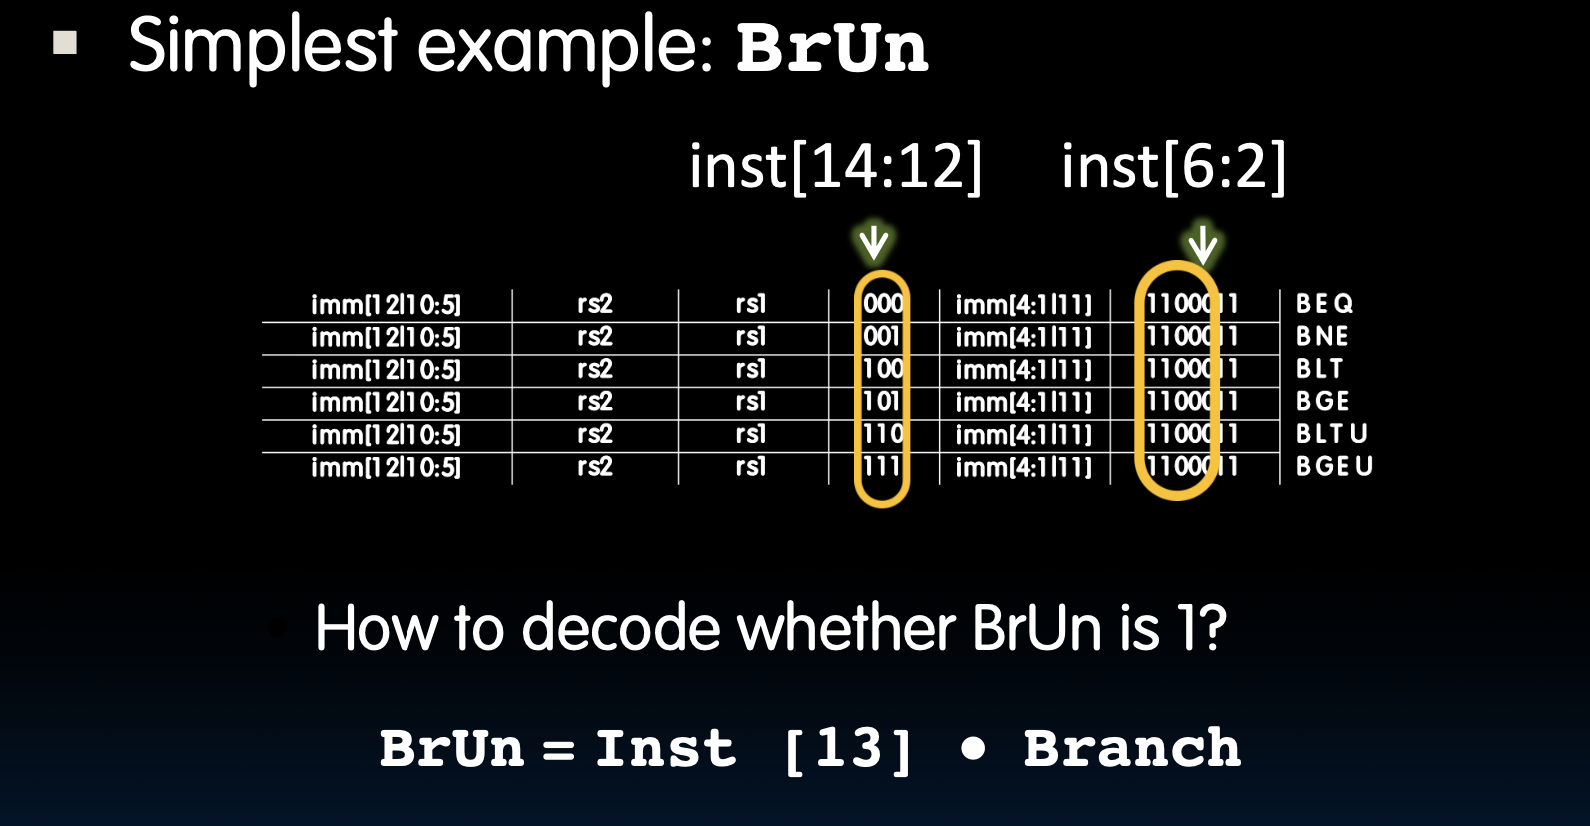 ▪ Simplest example: BrUn
inst[14:12] inst[6:2]
imm[12|10:5] rs2 rs1 000 imm[4:1|11] 1100011 BEQ
imm[12|10:5] rs2 rs1 001 imm[4:1|11] 1100011 BNE
imm[12|10:5] rs2 rs1 100 imm[4:1|11] 1100011 BLT
imm[12|10:5] rs2 rs1 101 imm[4:1|11] 1100011 BGE
imm[12|10:5] rs2 rs1 110 imm[4:1|11] 1100011 BLTU
imm[12|10:5] rs2 rs1 111 imm[4:1|11] 1100011 BGEU
• How to decode whether BrUn is 1?
BrUn = Inst [13] • Branch